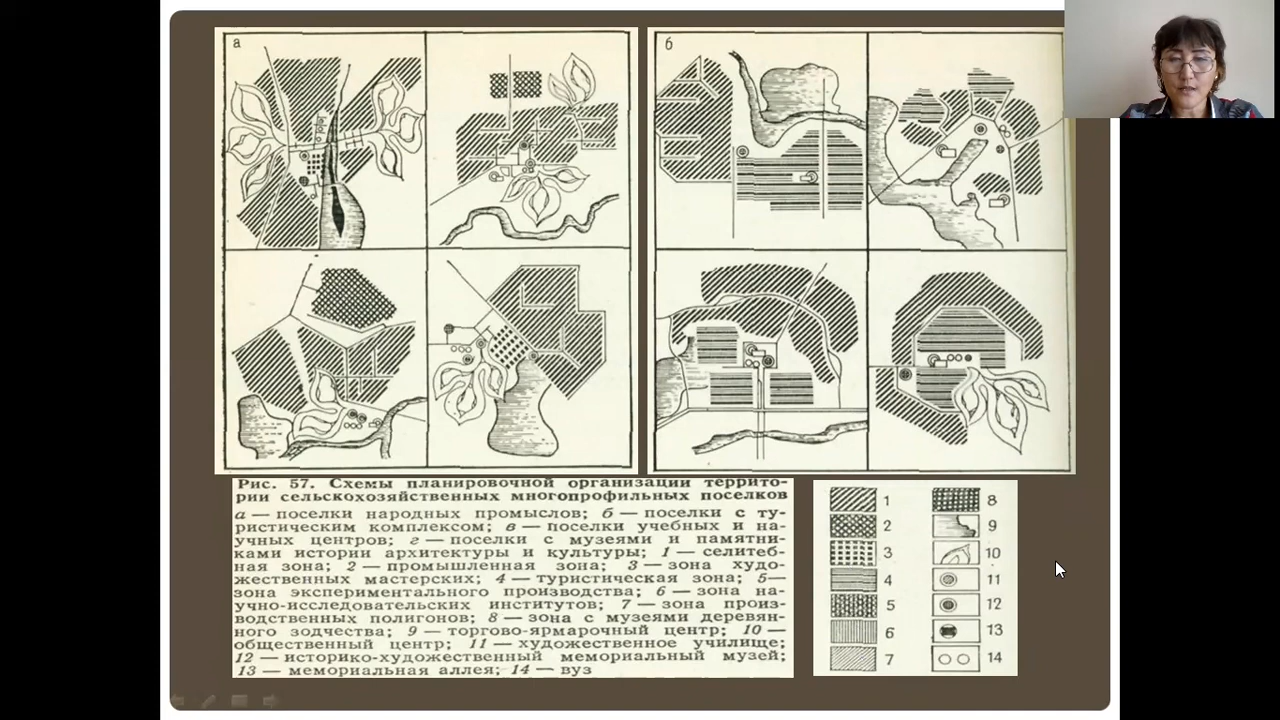 а
б
Рис. 57. Схемы планировочной организации террито-
рии сельскохозяйственных многопрофильных поселков
а — поселки народных промыслов; б — поселки с ту-
ристическим комплексом; в — поселки учебных и на-
учных центров; г — поселки с музеями и памятни-
ками истории архитектуры и культуры; 1 — селитеб-
ная зона; 2 — промышленная зона; 3 — зона худо-
жественных мастерских; 4 — туристическая зона; 5—
зона экспериментального производства; 6 — зона на-
учно-исследовательских институтов; 7 — зона произ-
водственных полигонов; 8 — зона с музеями деревян-
ного зодчества; 9 — торгово-ярмарочный центр; 10 —
общественный центр; 11 — художественное училище;
12 — историко-художественный мемориальный музей;
13 — мемориальная аллея; 14 — вуз
1
2
3
4
5
6
7
8
9
10
11
12
13
14